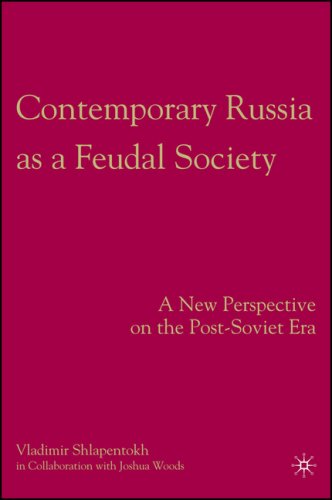 Contemporary Russia
as a Feudal Society
A New Perspective
on the Post-Soviet Era
Vladimir Shlapentokh
in Collaboration with Joshua Woods